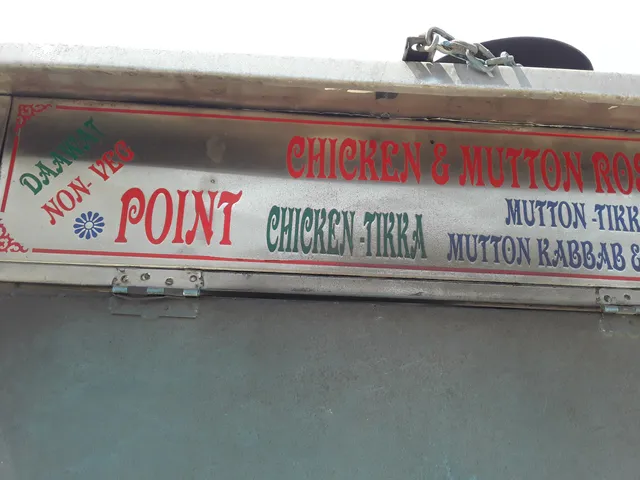 DAAWAT
NON-VEG
POINT
CHICKEN & MUTTON
CHICKEN-TIKKA
MUTTON-TIKK
MUTTON KABBAB &